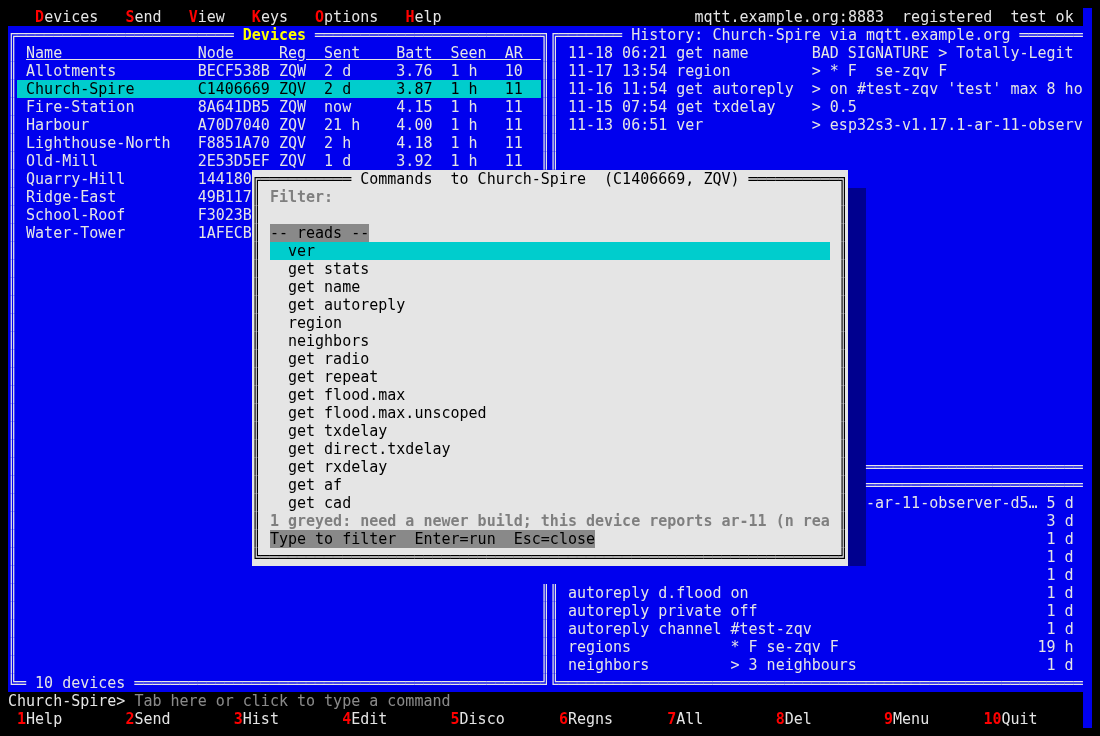 Devices Send View Keys Options Help mqtt.example.org:8883 registered test ok
Devices History: Church-Spire via mqtt.example.org
Name Node Reg Sent Batt Seen AR 11-18 06:21 get name BAD SIGNATURE > Totally-Legit
Allotments BECF538B ZQW 2 d 3.76 1 h 10 11-17 13:54 region > * F se-zqv F
Church-Spire C1406669 ZQV 2 d 3.87 1 h 11 11-16 11:54 get autoreply > on #test-zqv 'test' max 8 ho
Fire-Station 8A641DB5 ZQW now 4.15 1 h 11 11-15 07:54 get txdelay > 0.5
Harbour A70D7040 ZQV 21 h 4.00 1 h 11 11-13 06:51 ver > esp32s3-v1.17.1-ar-11-observ
Lighthouse-North F8851A70 ZQV 2 h 4.18 1 h 11
Old-Mill 2E53D5EF ZQV 1 d 3.92 1 h 11
Quarry-Hill 144180 Commands to Church-Spire (C1406669, ZQV)
Ridge-East 49B117 Filter:
School-Roof F3023B
Water-Tower 1AFECB -- reads --
ver
get stats
get name
get autoreply
region
neighbors
get radio
get repeat
get flood.max
get flood.max.unscoped
get txdelay
get direct.txdelay
get rxdelay
get af
get cad -ar-11-observer-d5… 5 d
1 greyed: need a newer build; this device reports ar-11 (n rea 3 d
Type to filter Enter=run Esc=close 1 d
1 d
1 d
autoreply d.flood on 1 d
autoreply private off 1 d
autoreply channel #test-zqv 1 d
regions * F se-zqv F 19 h
neighbors > 3 neighbours 1 d
10 devices
Church-Spire> Tab here or click to type a command
1Help 2Send 3Hist 4Edit 5Disco 6Regns 7All 8Del 9Menu 10Quit